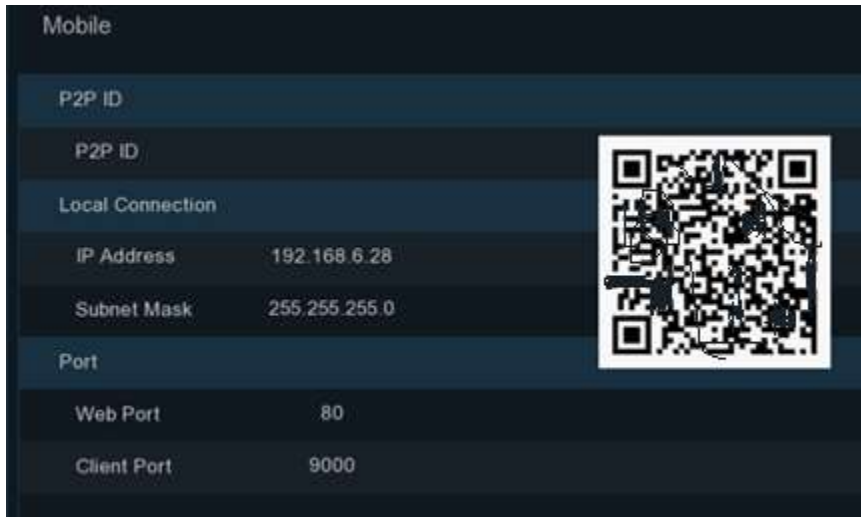 Mobile
P2P ID
P2P ID
Local Connection
IP Address 192.168.6.28
Subnet Mask 255.255.255.0
Port
Web Port 80
Client Port 9000